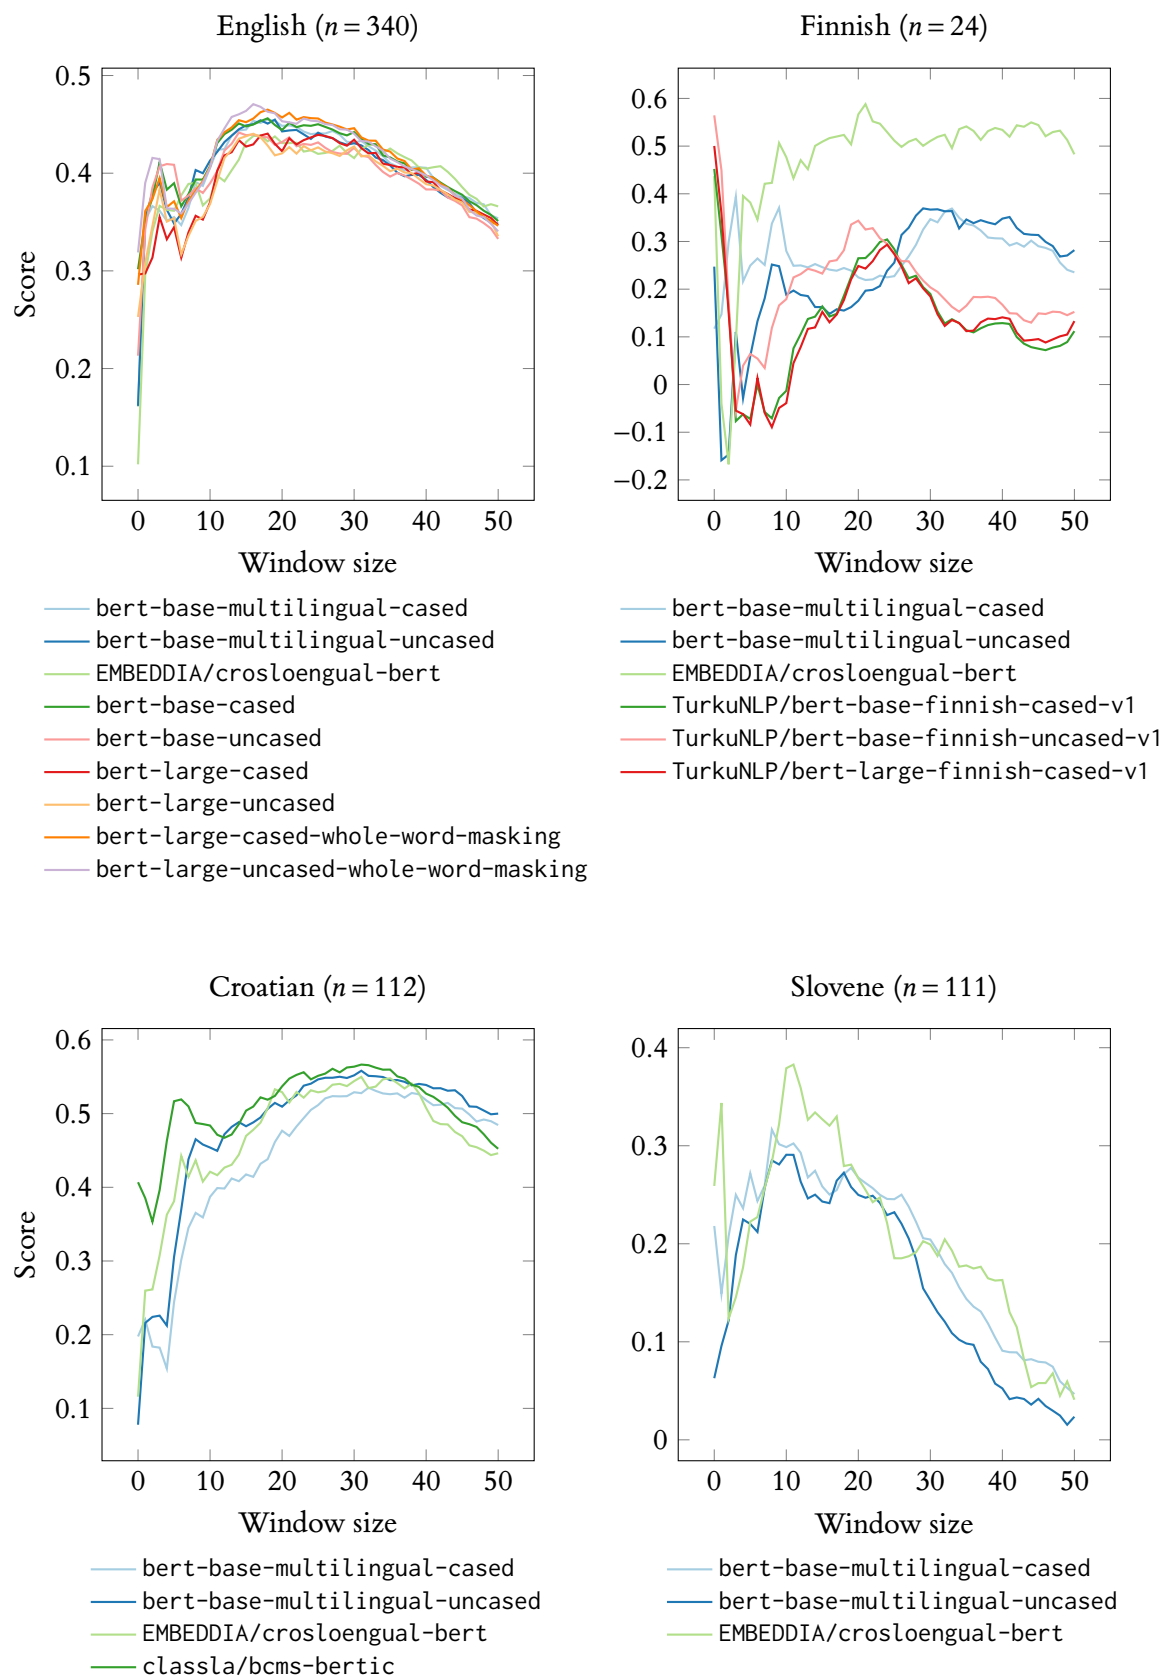 English (n = 340)
0.5
0.4
0.3
0.2
0.1
Score
0 10 20 30 40 50
Window size
bert-base-multilingual-cased
bert-base-multilingual-uncased
EMBEDDIA/crosloengual-bert
bert-base-cased
bert-base-uncased
bert-large-cased
bert-large-uncased
bert-large-cased-whole-word-masking
bert-large-uncased-whole-word-masking
Finnish (n = 24)
0.6
0.5
0.4
0.3
0.2
0.1
0
−0.1
−0.2
0 10 20 30 40 50
Window size
bert-base-multilingual-cased
bert-base-multilingual-uncased
EMBEDDIA/crosloengual-bert
TurkuNLP/bert-base-finnish-cased-v1
TurkuNLP/bert-base-finnish-uncased-v1
TurkuNLP/bert-large-finnish-cased-v1
Croatian (n = 112)
0.6
0.5
0.4
0.3
0.2
0.1
Score
0 10 20 30 40 50
Window size
bert-base-multilingual-cased
bert-base-multilingual-uncased
EMBEDDIA/crosloengual-bert
classla/bcms-bertic
Slovene (n = 111)
0.4
0.3
0.2
0.1
0
0 10 20 30 40 50
Window size
bert-base-multilingual-cased
bert-base-multilingual-uncased
EMBEDDIA/crosloengual-bert